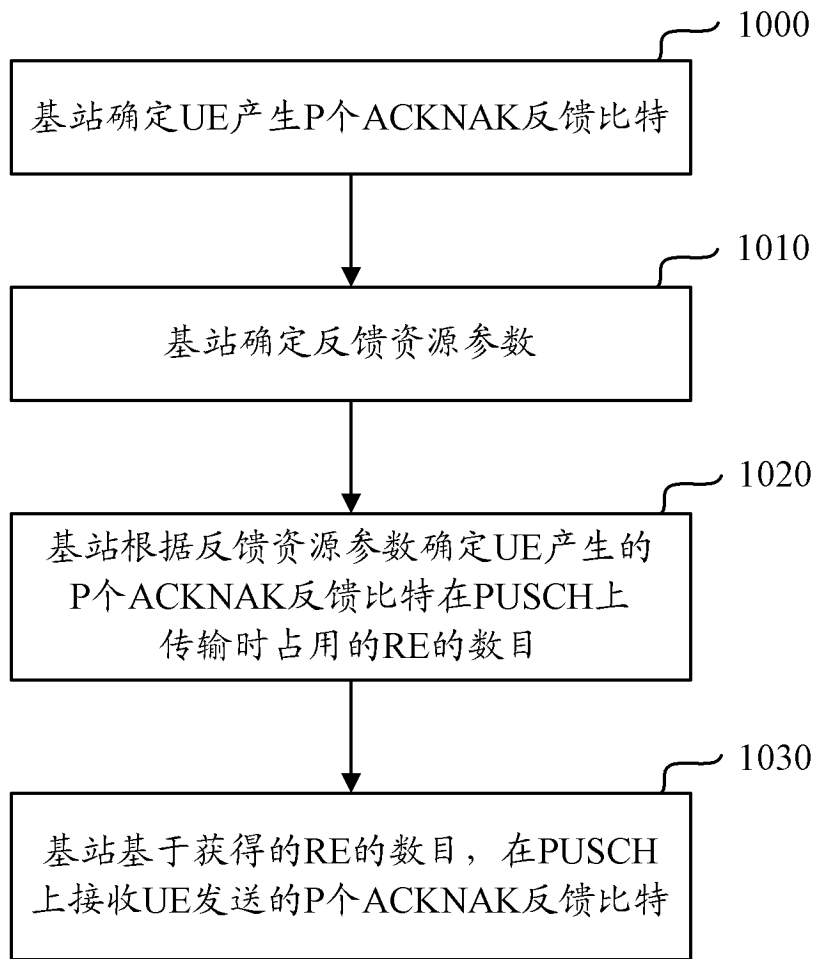 1000
基站确定UE产生P个ACKNAK反馈比特
1010
基站确定反馈资源参数
1020
基站根据反馈资源参数确定UE产生的
P个ACKNAK反馈比特在PUSCH上
传输时占用的RE的数目
1030
基站基于获得的RE的数目，在PUSCH
上接收UE发送的P个ACKNAK反馈比特